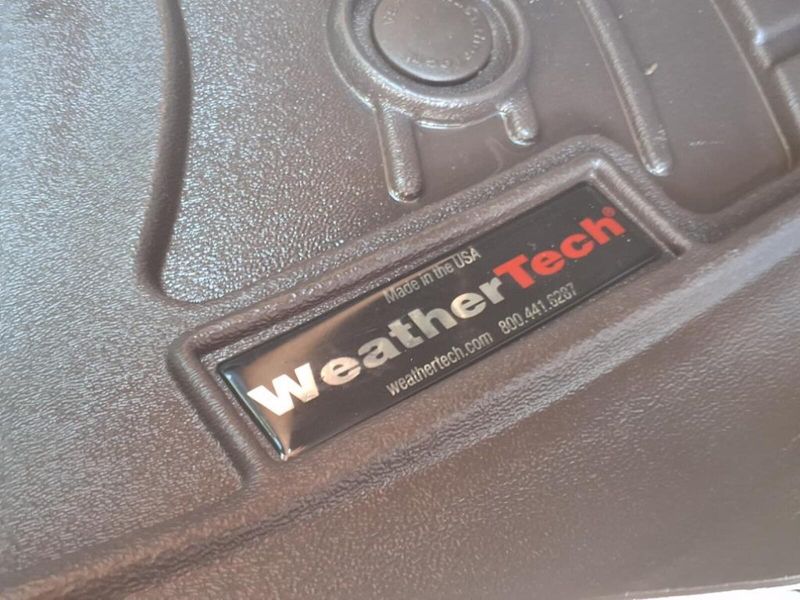 Made in the USA
WeatherTech®
weathertech.com 800.441.6287